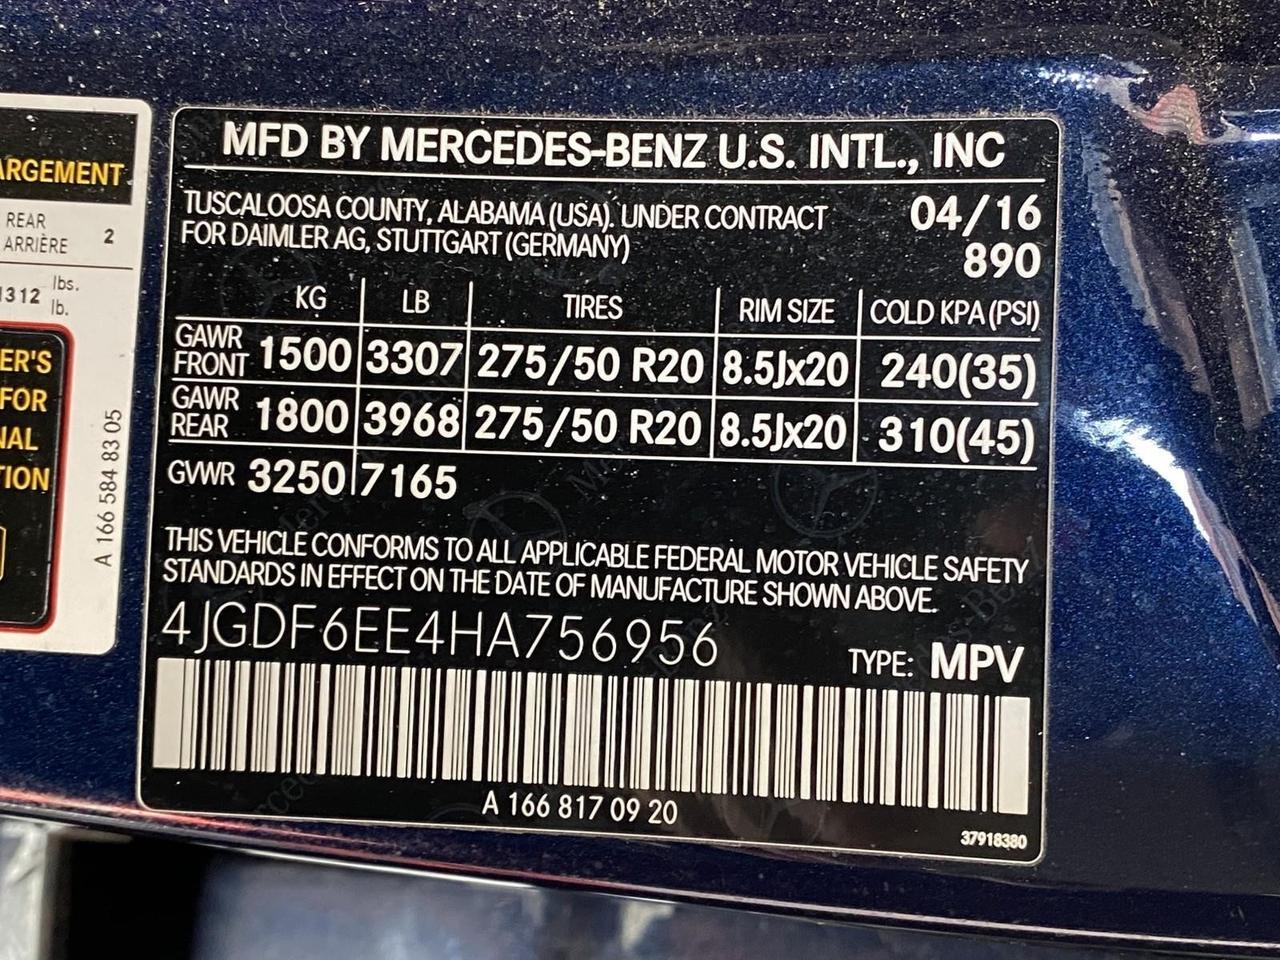 ARGEMENT
REAR
ARRIÈRE 2
1312 lbs.
lb.
ER'S
FOR
NAL
TION
A 166 584 83 05
MFD BY MERCEDES-BENZ U.S. INTL., INC
TUSCALOOSA COUNTY, ALABAMA (USA). UNDER CONTRACT
FOR DAIMLER AG, STUTTGART (GERMANY)
04/16
890
KG LB TIRES RIM SIZE COLD KPA (PSI)
GAWR
FRONT 1500 3307 275/50 R20 8.5Jx20 240(35)
GAWR
REAR 1800 3968 275/50 R20 8.5Jx20 310(45)
GVWR 3250 7165
THIS VEHICLE CONFORMS TO ALL APPLICABLE FEDERAL MOTOR VEHICLE SAFETY
STANDARDS IN EFFECT ON THE DATE OF MANUFACTURE SHOWN ABOVE.
4JGDF6EE4HA756956
TYPE: MPV
A 166 817 09 20
37918380